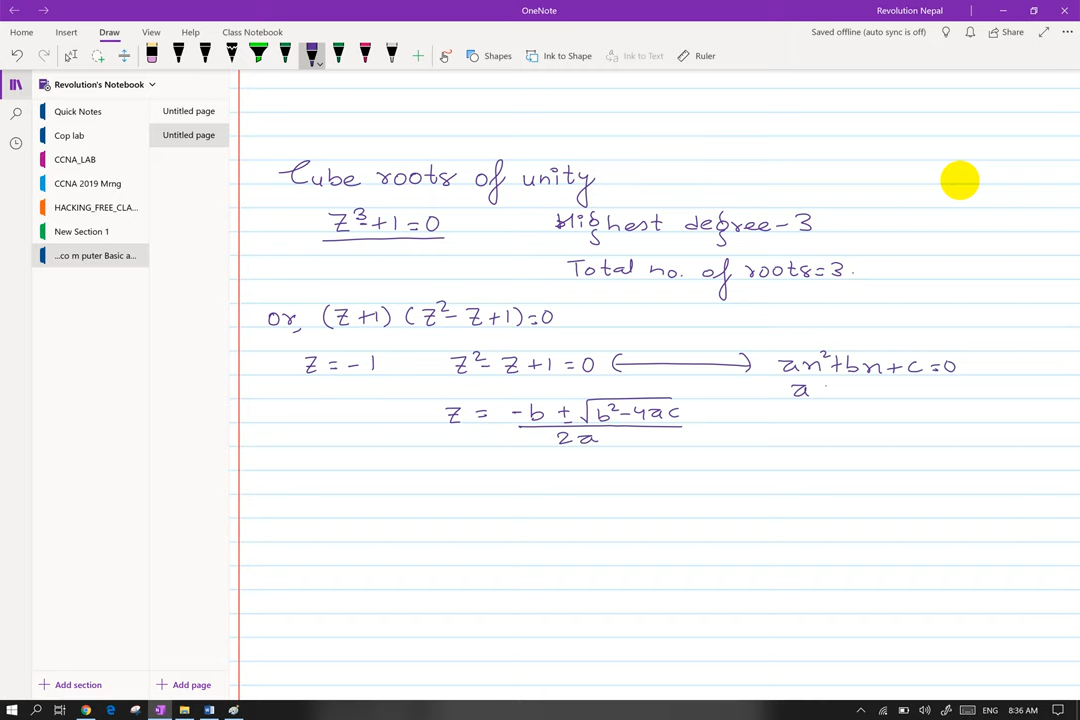 OneNote
Revolution Nepal
Home Insert Draw View Help Class Notebook
Saved offline (auto sync is off)
Share
Shapes
Ink to Shape
Ink to Text
Ruler
Revolution's Notebook
Quick Notes
Cop lab
CCNA_LAB
CCNA 2019 Mrng
HACKING_FREE_CLA...
New Section 1
...co m puter Basic a...
Untitled page
Untitled page
Cube roots of unity
z³+1=0 Highest degree-3
Total no. of roots=3.
or, (z+1) (z²-z+1)=0
z=-1 z²-z+1=0 ⟷ ax²+bx+c=0
a
z = (-b ± √(b²-4ac))/2a
+ Add section
+ Add page
ENG 8:36 AM